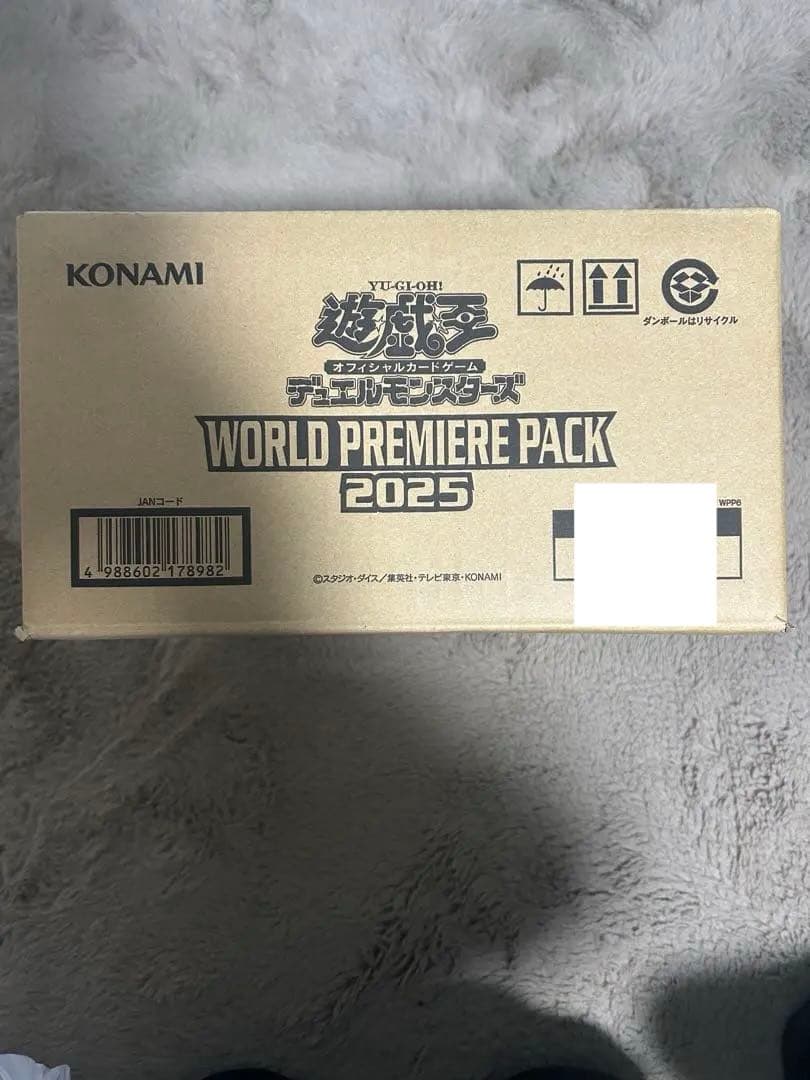 KONAMI
YU-GI-OH!
遊戯王
オフィシャルカードゲーム
デュエルモンスターズ
WORLD PREMIERE PACK
2025
ダンボールはリサイクル
JANコード
4 988602 178982
©スタジオ・ダイス/集英社・テレビ東京・KONAMI
WPP6